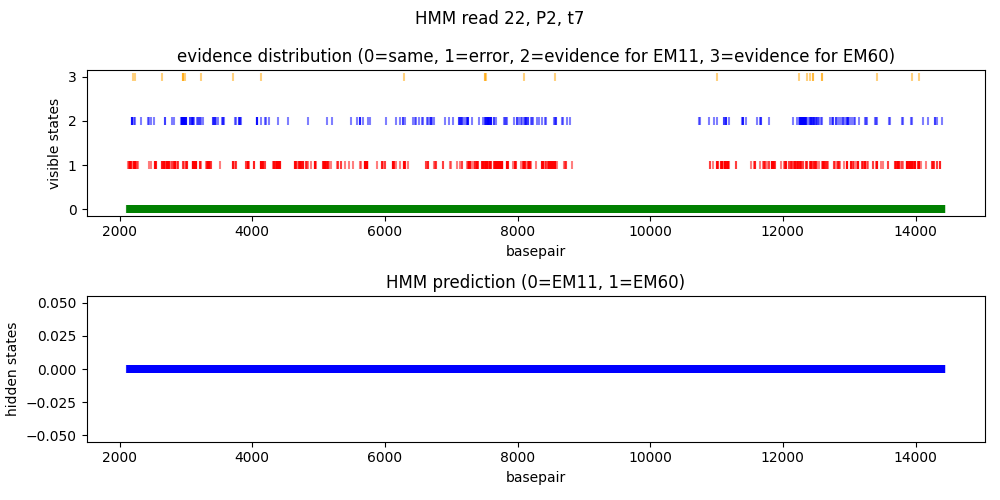 HMM read 22, P2, t7
evidence distribution (0=same, 1=error, 2=evidence for EM11, 3=evidence for EM60)
visible states
3
2
1
0
2000 4000 6000 8000 10000 12000 14000
basepair
HMM prediction (0=EM11, 1=EM60)
hidden states
0.050
0.025
0.000
−0.025
−0.050
2000 4000 6000 8000 10000 12000 14000
basepair